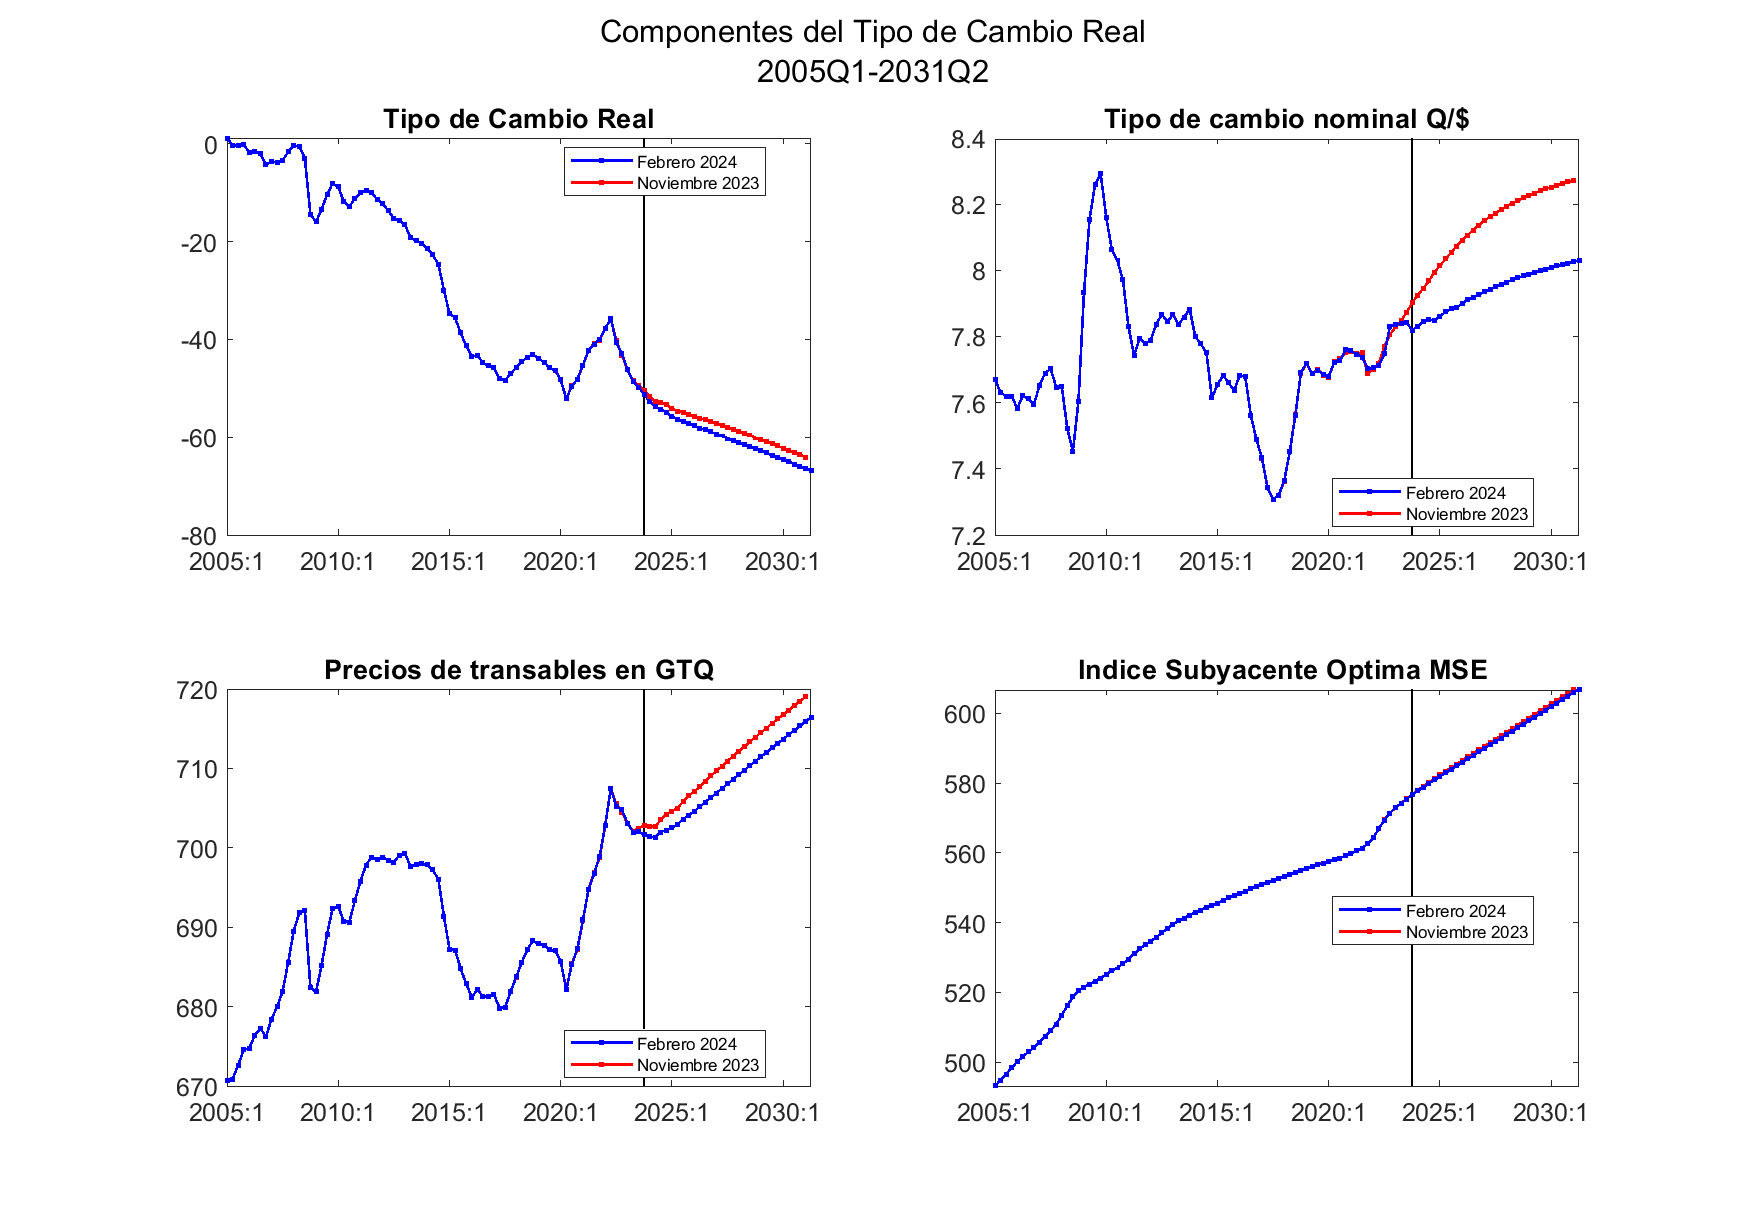 Componentes del Tipo de Cambio Real
2005Q1-2031Q2
Tipo de Cambio Real
0
-20
-40
-60
-80
2005:1 2010:1 2015:1 2020:1 2025:1 2030:1
Febrero 2024
Noviembre 2023
Tipo de cambio nominal Q/$
8.4
8.2
8
7.8
7.6
7.4
7.2
2005:1 2010:1 2015:1 2020:1 2025:1 2030:1
Febrero 2024
Noviembre 2023
Precios de transables en GTQ
720
710
700
690
680
670
2005:1 2010:1 2015:1 2020:1 2025:1 2030:1
Febrero 2024
Noviembre 2023
Indice Subyacente Optima MSE
600
580
560
540
520
500
2005:1 2010:1 2015:1 2020:1 2025:1 2030:1
Febrero 2024
Noviembre 2023